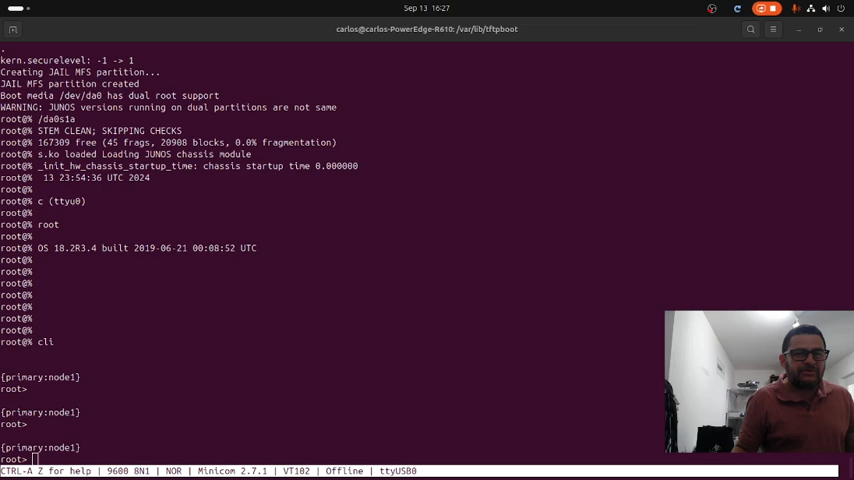 Sep 13 16:27
carlos@carlos-PowerEdge-R610: /var/lib/tftpboot
.
kern.securelevel: -1 -> 1
Creating JAIL MFS partition...
JAIL MFS partition created
Boot media /dev/da0 has dual root support
WARNING: JUNOS versions running on dual partitions are not same
root@% /da0s1a
root@% STEM CLEAN; SKIPPING CHECKS
root@% 167309 free (45 frags, 20908 blocks, 0.0% fragmentation)
root@% s.ko loaded Loading JUNOS chassis module
root@% _init_hw_chassis_startup_time: chassis startup time 0.000000
root@%  13 23:54:36 UTC 2024
root@%
root@% c (ttyu0)
root@%
root@% root
root@%
root@% OS 18.2R3.4 built 2019-06-21 00:08:52 UTC
root@%
root@%
root@%
root@%
root@%
root@%
root@%
root@% cli
{primary:node1}
root>
{primary:node1}
root>
{primary:node1}
root>
CTRL-A Z for help | 9600 8N1 | NOR | Minicom 2.7.1 | VT102 | Offline | ttyUSB0